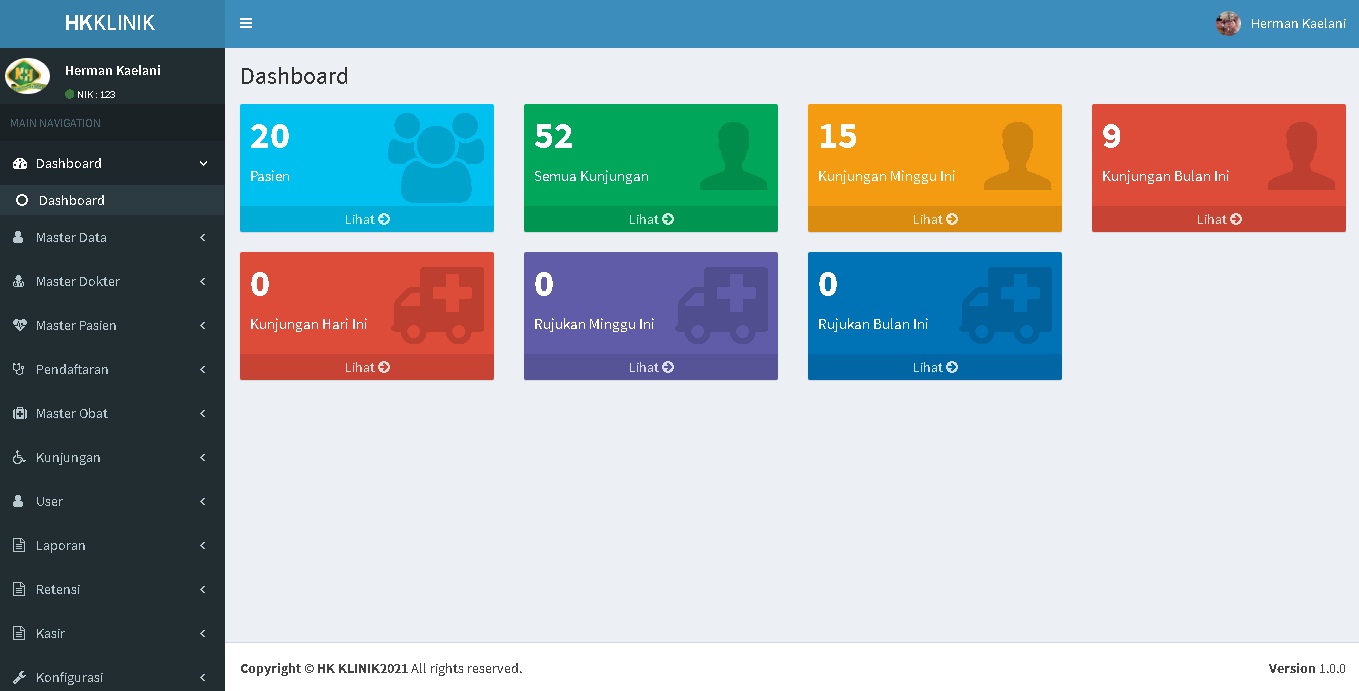 HKKLINIK
Herman Kaelani
Herman Kaelani
NIK : 123
MAIN NAVIGATION
Dashboard
Dashboard
Master Data
Master Dokter
Master Pasien
Pendaftaran
Master Obat
Kunjungan
User
Laporan
Retensi
Kasir
Konfigurasi
Dashboard
20
Pasien
Lihat
52
Semua Kunjungan
Lihat
15
Kunjungan Minggu Ini
Lihat
9
Kunjungan Bulan Ini
Lihat
0
Kunjungan Hari Ini
Lihat
0
Rujukan Minggu Ini
Lihat
0
Rujukan Bulan Ini
Lihat
Copyright © HK KLINIK2021 All rights reserved.
Version 1.0.0